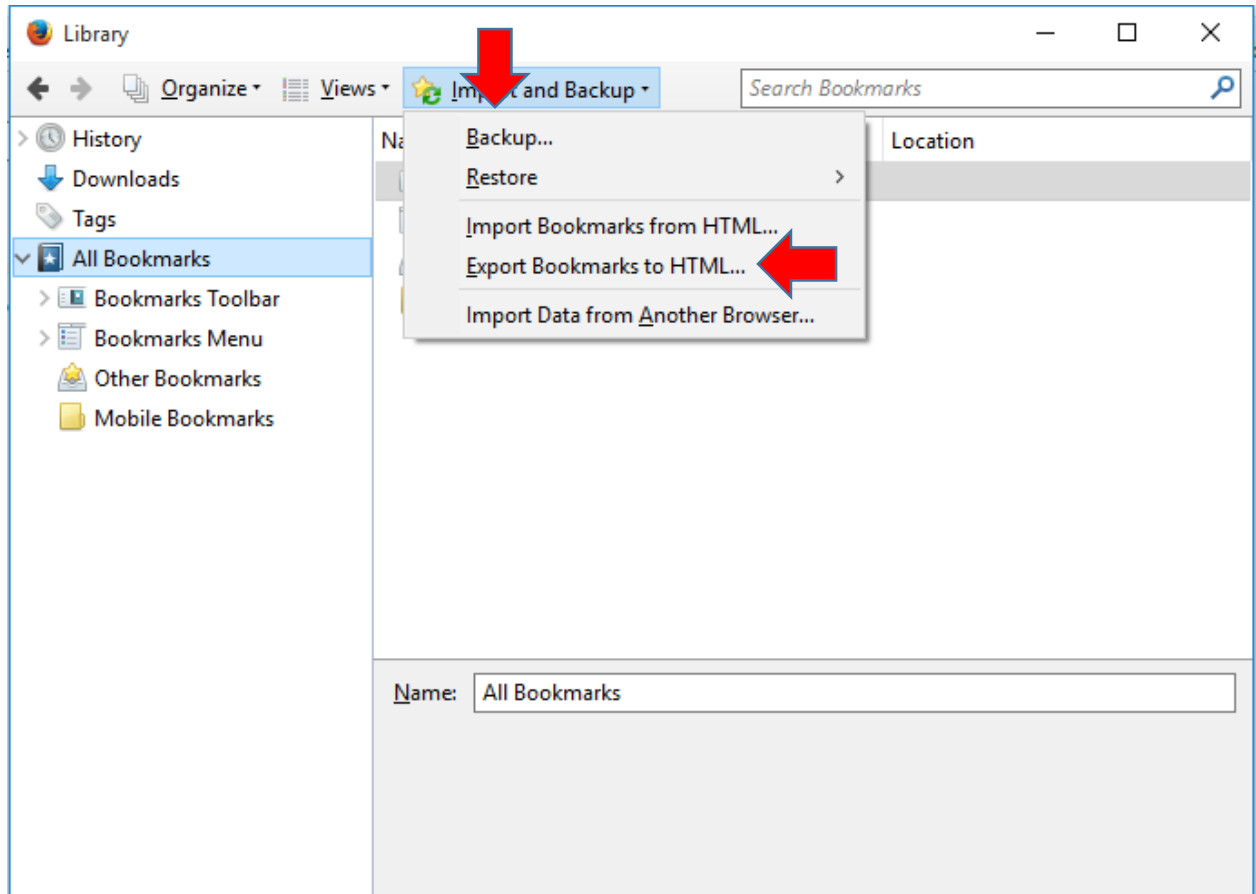 Library
Organize Views Import and Backup Search Bookmarks
History
Downloads
Tags
All Bookmarks
Bookmarks Toolbar
Bookmarks Menu
Other Bookmarks
Mobile Bookmarks
Location
Backup...
Restore
Import Bookmarks from HTML...
Export Bookmarks to HTML...
Import Data from Another Browser...
Name: All Bookmarks